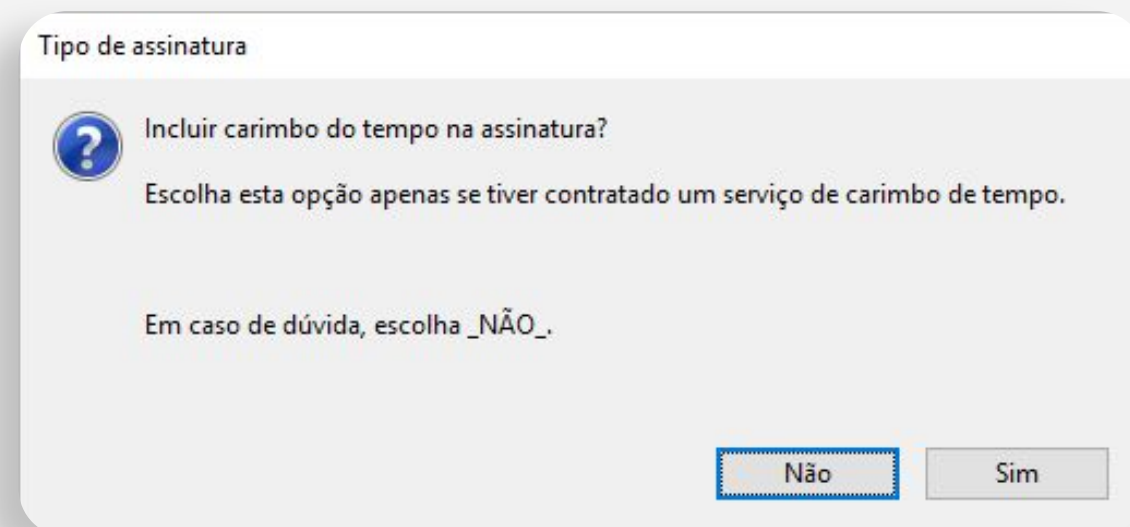 Tipo de assinatura
Incluir carimbo do tempo na assinatura?
Escolha esta opção apenas se tiver contratado um serviço de carimbo de tempo.
Em caso de dúvida, escolha _NÃO_.
Não
Sim